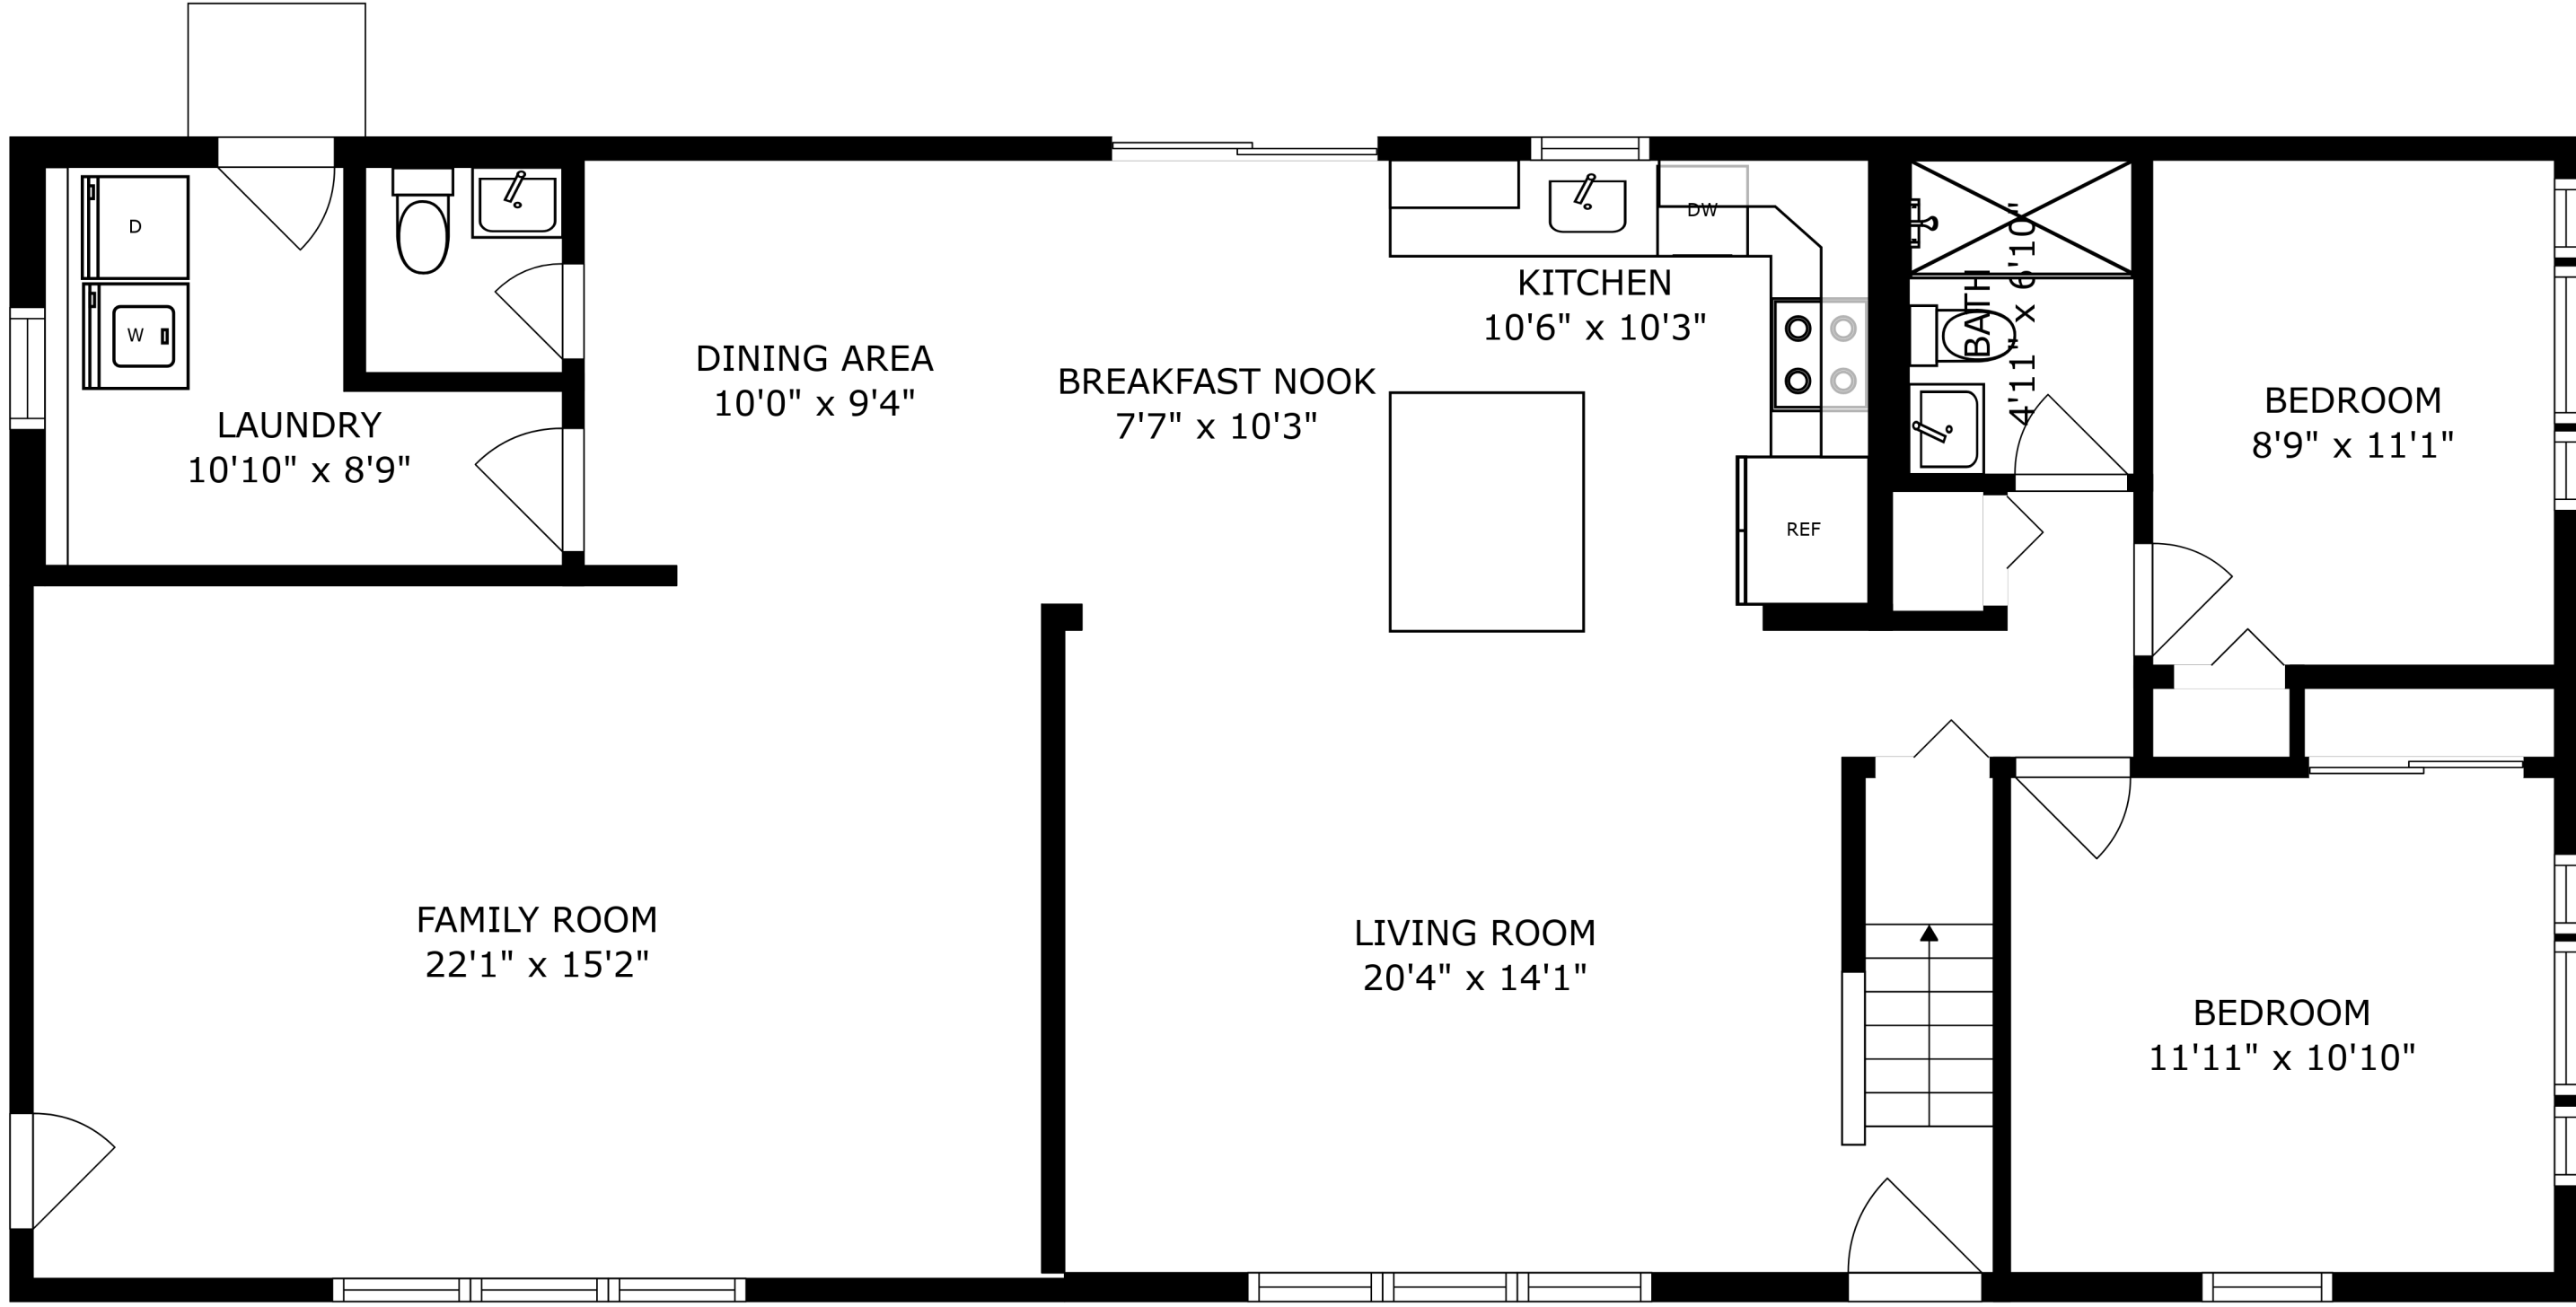 D
W
LAUNDRY
10'10" x 8'9"
DINING AREA
10'0" x 9'4"
BREAKFAST NOOK
7'7" x 10'3"
DW
KITCHEN
10'6" x 10'3"
REF
BATH
4'11" x 6'10"
BEDROOM
8'9" x 11'1"
FAMILY ROOM
22'1" x 15'2"
LIVING ROOM
20'4" x 14'1"
BEDROOM
11'11" x 10'10"